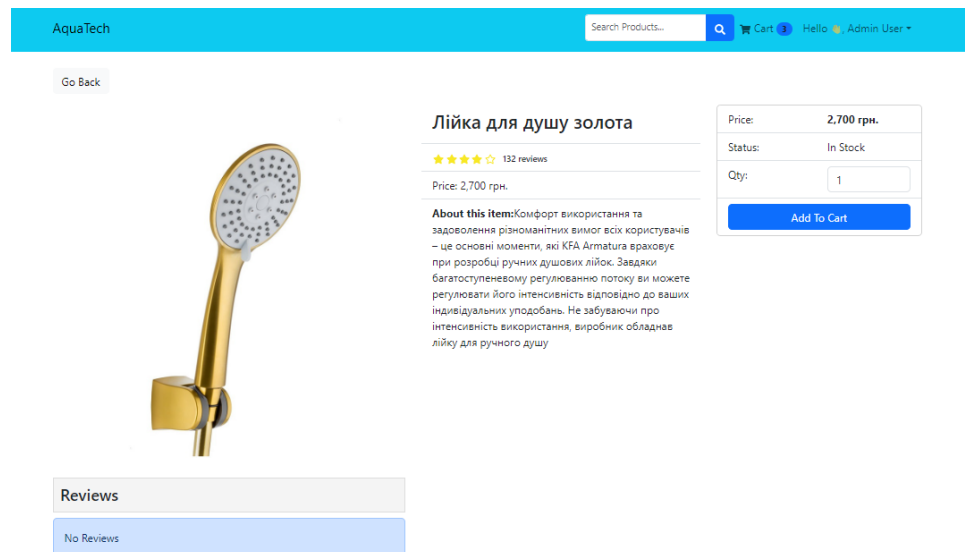 AquaTech
Search Products...
Cart 3
Hello 👋, Admin User
Go Back
Лійка для душу золота
132 reviews
Price: 2,700 грн.
About this item:Комфорт використання та
задоволення різноманітних вимог всіх користувачів
– це основні моменти, які KFA Armatura враховує
при розробці ручних душових лійок. Завдяки
багатоступеневому регулюванню потоку ви можете
регулювати його інтенсивність відповідно до ваших
індивідуальних уподобань. Не забуваючи про
інтенсивність використання, виробник обладнав
лійку для ручного душу
Price: 2,700 грн.
Status: In Stock
Qty: 1
Add To Cart
Reviews
No Reviews